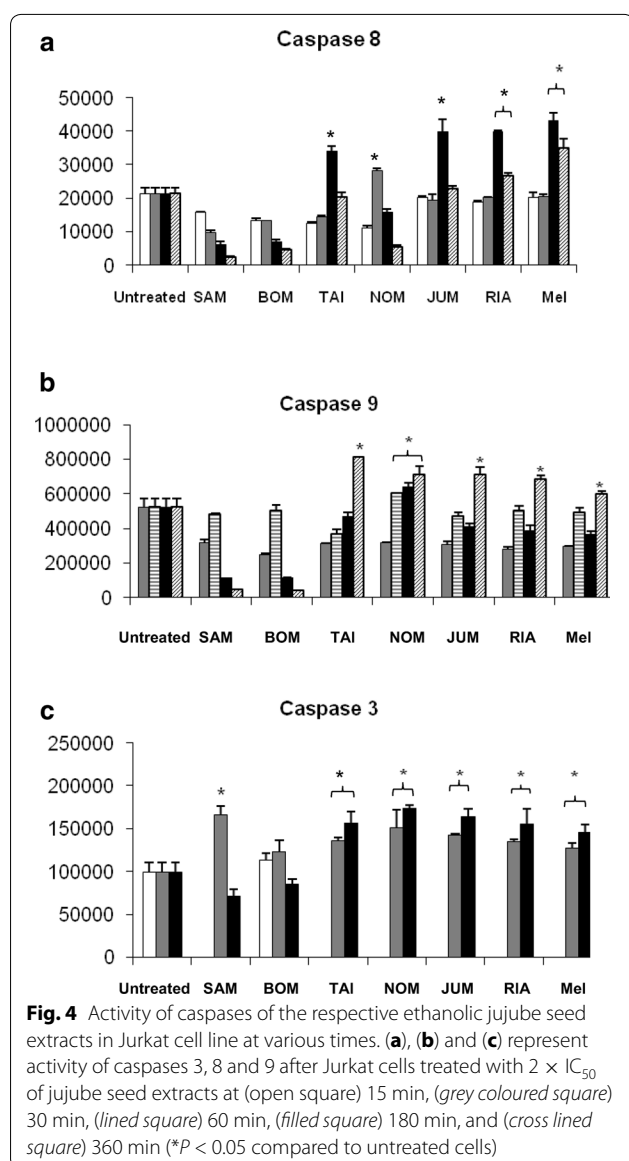 a
Caspase 8
*
* * * *
50000
40000
30000
20000
10000
0
Untreated SAM BOM TAI NOM JUM RIA Mel
b
Caspase 9
1000000
800000
600000
400000
200000
0
* * * * *
Untreated SAM BOM TAI NOM JUM RIA Mel
c
Caspase 3
250000
200000
150000
100000
50000
0
* * * * * *
Untreated SAM BOM TAI NOM JUM RIA Mel
Fig. 4 Activity of caspases of the respective ethanolic jujube seed
extracts in Jurkat cell line at various times. (a), (b) and (c) represent
activity of caspases 3, 8 and 9 after Jurkat cells treated with 2 × IC50
of jujube seed extracts at (open square) 15 min, (grey coloured square)
30 min, (lined square) 60 min, (filled square) 180 min, and (cross lined
square) 360 min (*P < 0.05 compared to untreated cells)